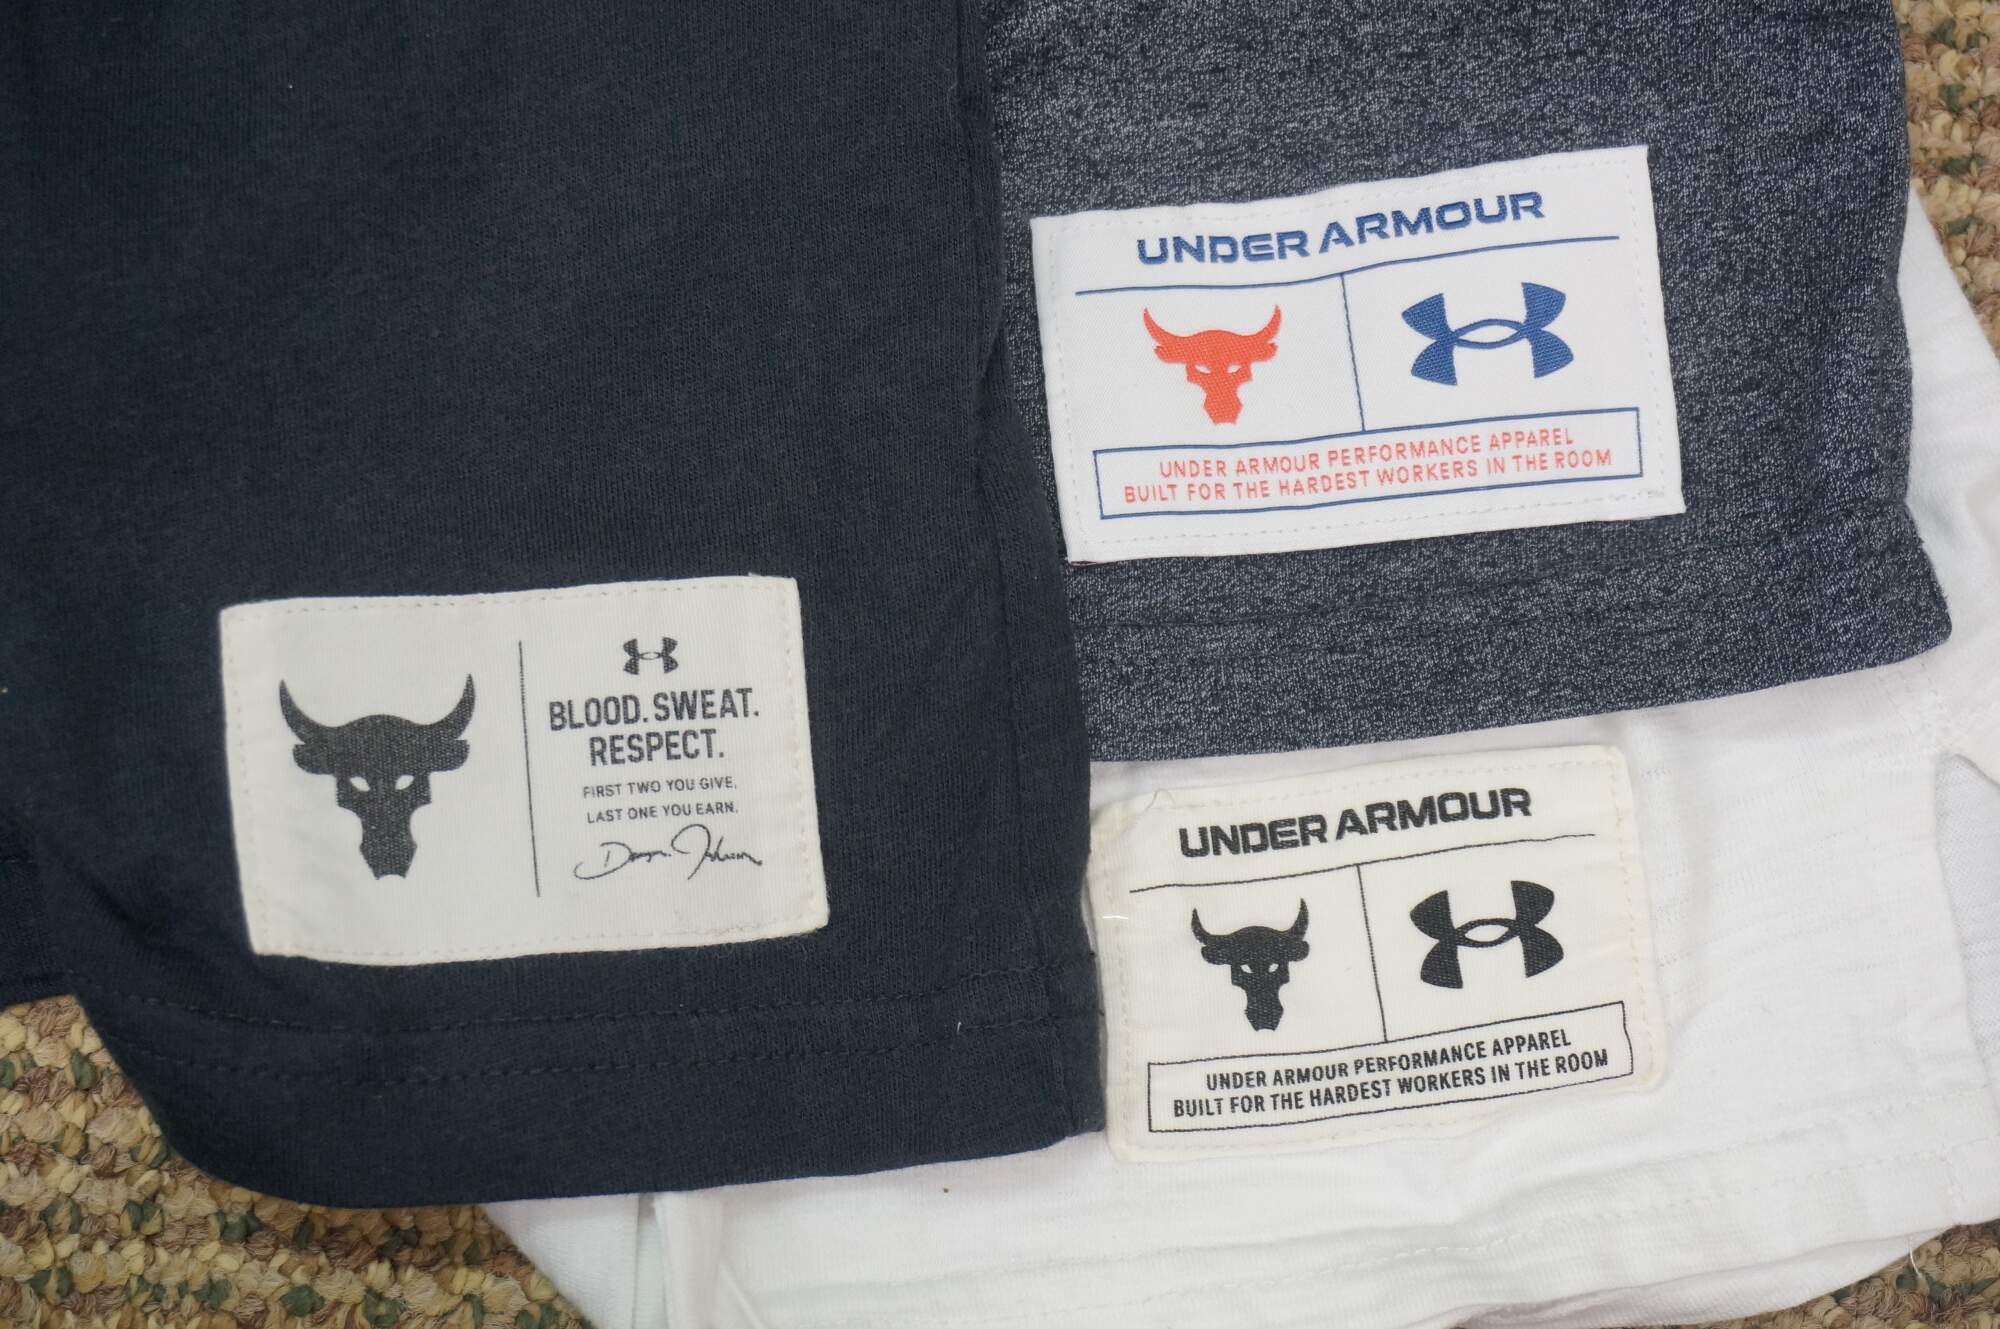 UNDER ARMOUR
UNDER ARMOUR PERFORMANCE APPAREL
BUILT FOR THE HARDEST WORKERS IN THE ROOM
BLOOD. SWEAT.
RESPECT.
FIRST TWO YOU GIVE.
LAST ONE YOU EARN.
Dwayne Johnson
UNDER ARMOUR
UNDER ARMOUR PERFORMANCE APPAREL
BUILT FOR THE HARDEST WORKERS IN THE ROOM